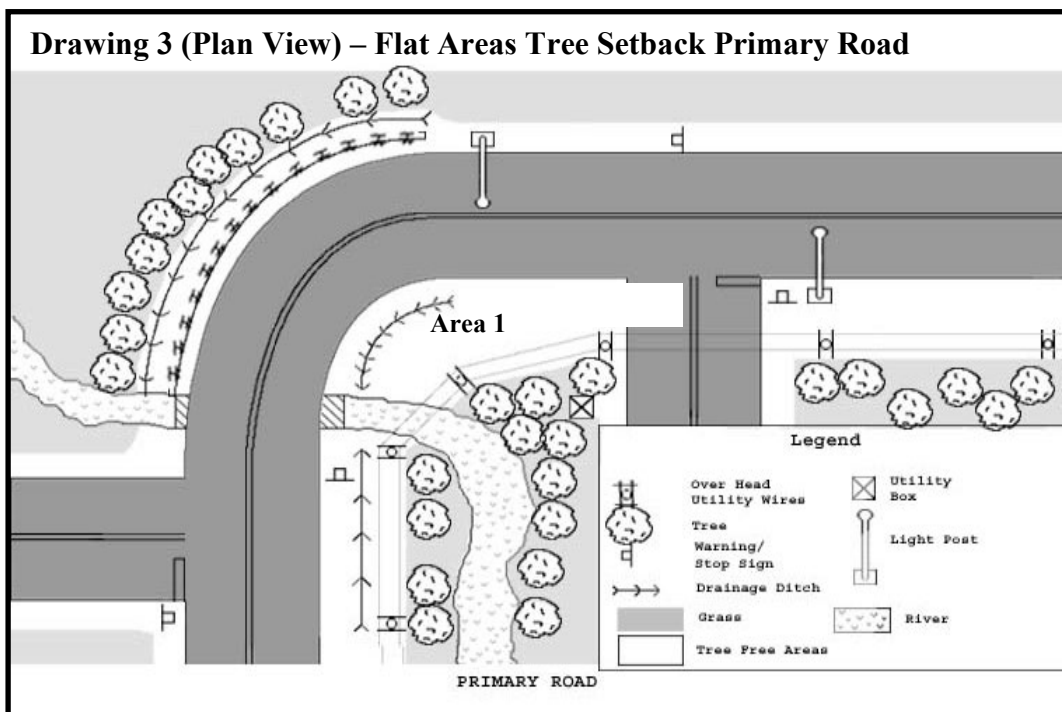 Drawing 3 (Plan View) – Flat Areas Tree Setback Primary Road
Area 1
Legend
Over Head
Utility Wires
Utility
Box
Tree
Warning/
Stop Sign
Light Post
Drainage Ditch
Grass
River
Tree Free Areas
PRIMARY ROAD